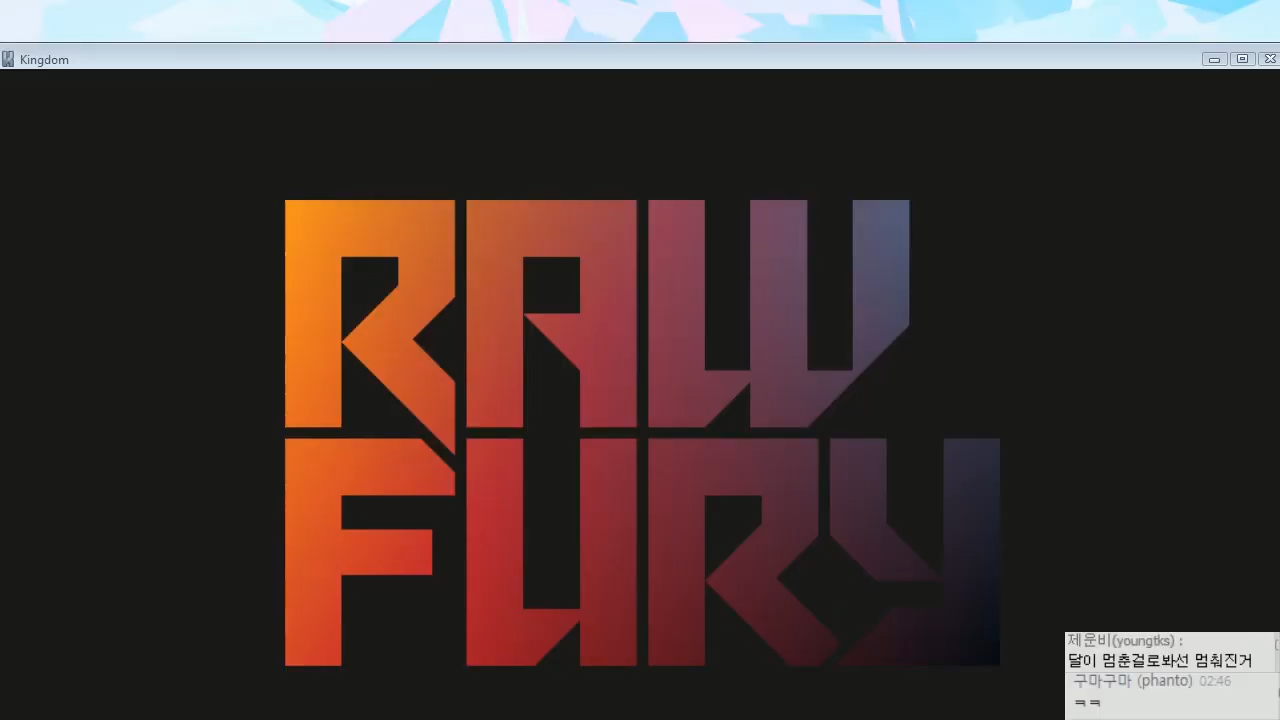 Kingdom
RAW
FURY
제운비(youngtks) :
달이 멈춘걸로봐선 멈춰진거
구마구마 (phanto) 02:46
ㅋㅋ